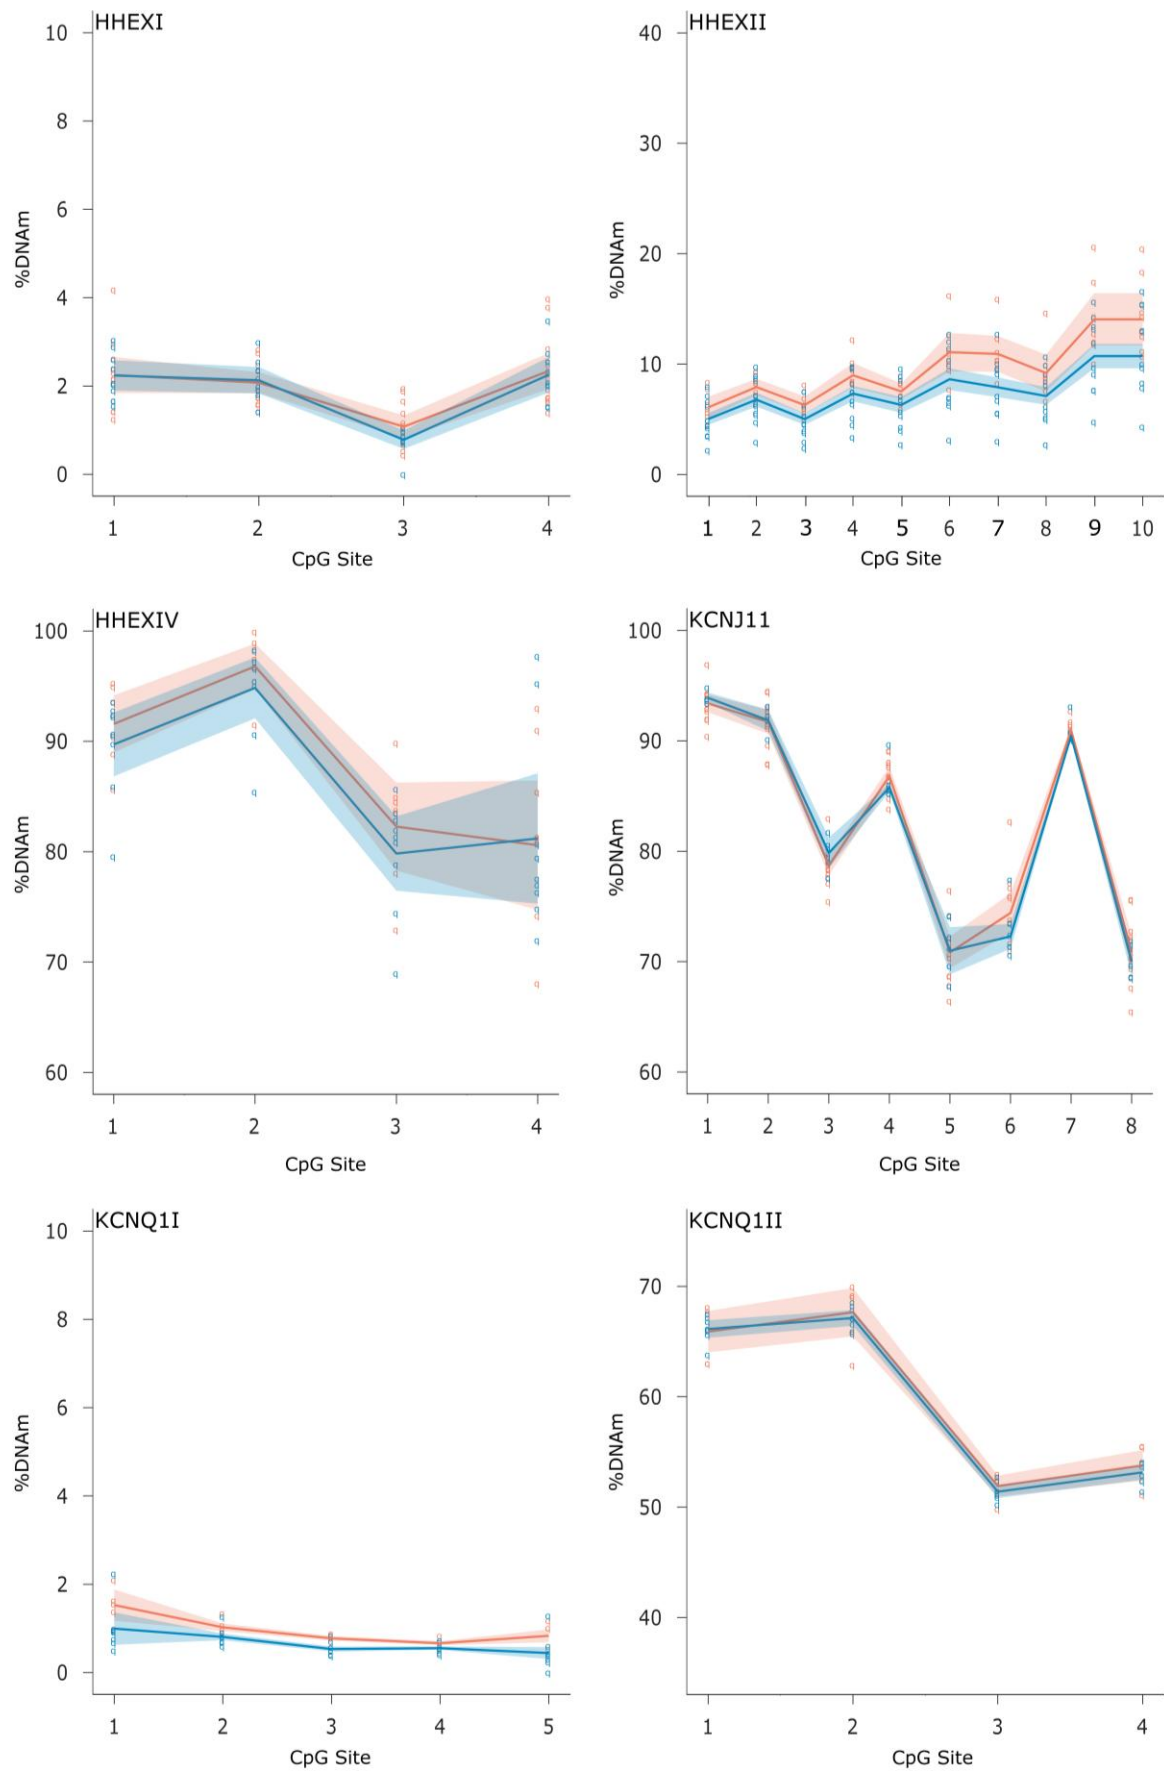 HHEXI
10
8
6
4
2
0
%DNAm
1 2 3 4
CpG Site
HHEXII
40
30
20
10
0
%DNAm
1 2 3 4 5 6 7 8 9 10
CpG Site
HHEXIV
100
90
80
70
60
%DNAm
1 2 3 4
CpG Site
KCNJ11
100
90
80
70
60
%DNAm
1 2 3 4 5 6 7 8
CpG Site
KCNQ1I
10
8
6
4
2
0
%DNAm
1 2 3 4 5
CpG Site
KCNQ1II
70
60
50
40
%DNAm
1 2 3 4
CpG Site